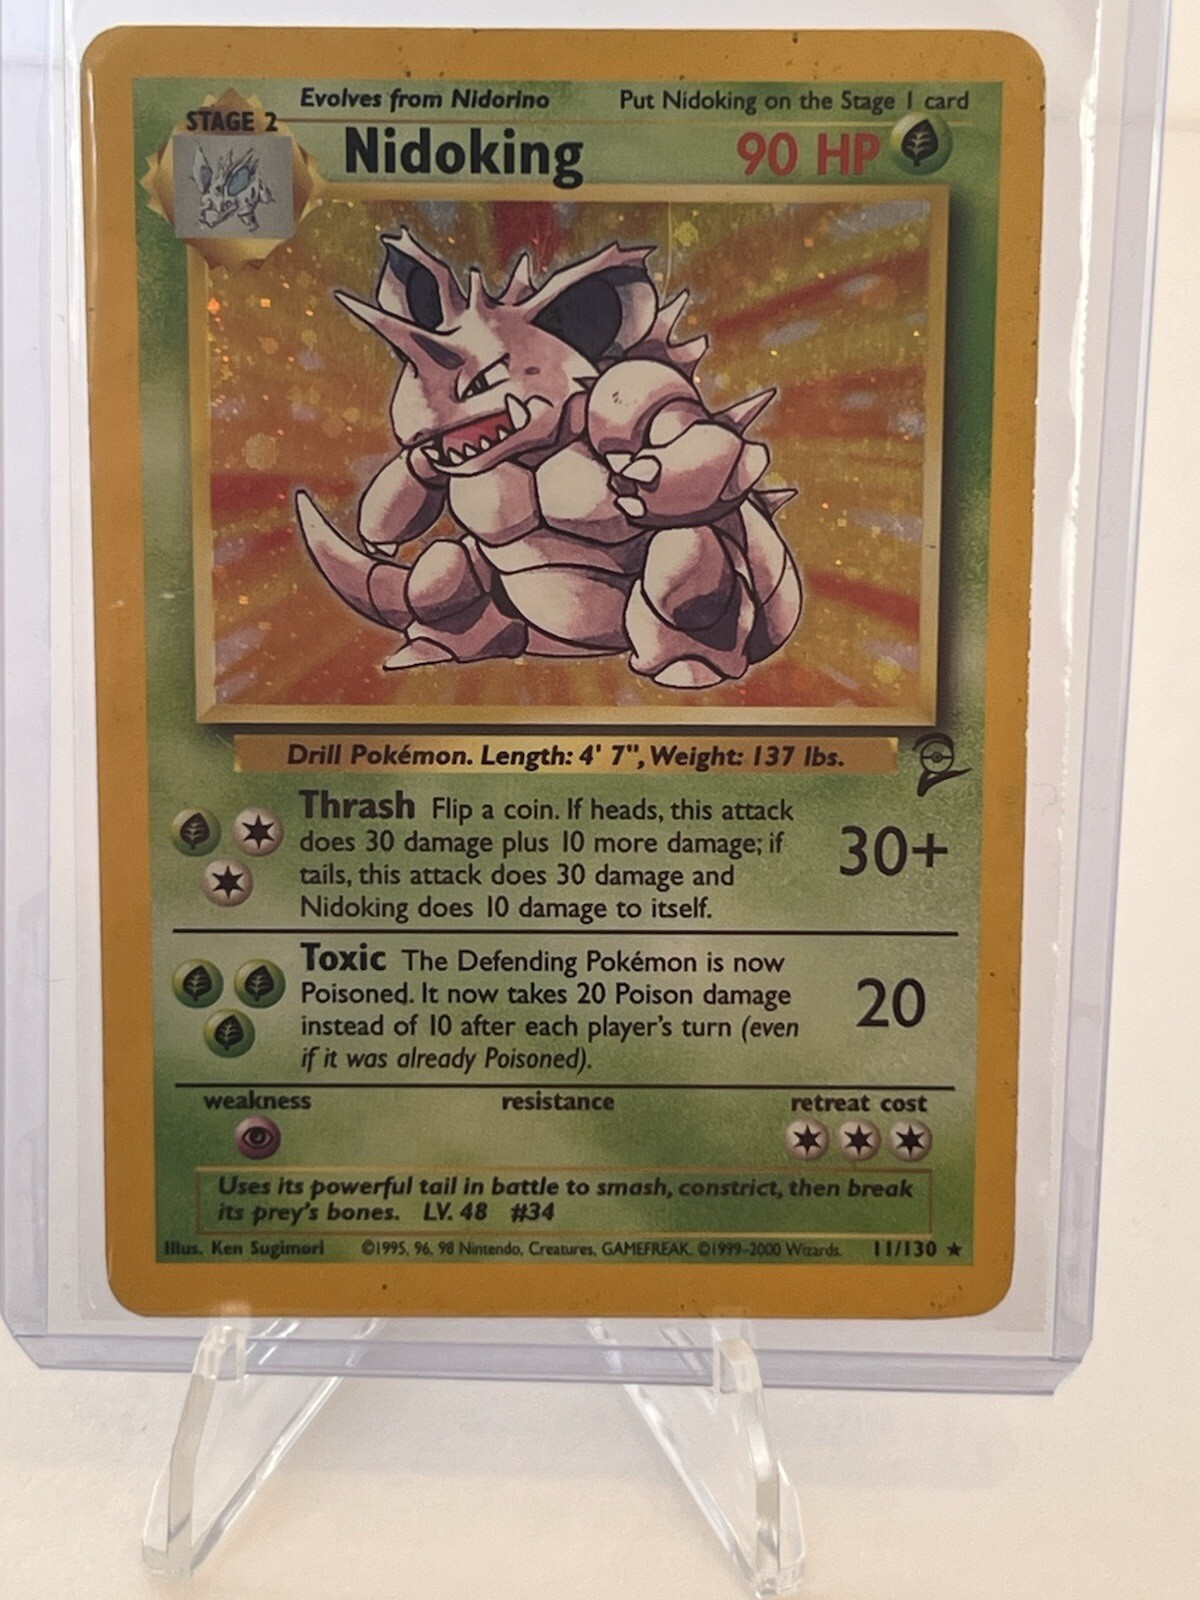 Evolves from Nidorino Put Nidoking on the Stage 1 card
STAGE 2
Nidoking 90 HP
Drill Pokémon. Length: 4' 7", Weight: 137 lbs.
Thrash Flip a coin. If heads, this attack
does 30 damage plus 10 more damage; if
tails, this attack does 30 damage and
Nidoking does 10 damage to itself.
30+
Toxic The Defending Pokémon is now
Poisoned. It now takes 20 Poison damage
instead of 10 after each player's turn (even
if it was already Poisoned).
20
weakness resistance retreat cost
Uses its powerful tail in battle to smash, constrict, then break
its prey's bones. LV. 48 #34
Illus. Ken Sugimori ©1995, 96, 98 Nintendo, Creatures, GAMEFREAK. ©1999-2000 Wizards. 11/130 ★